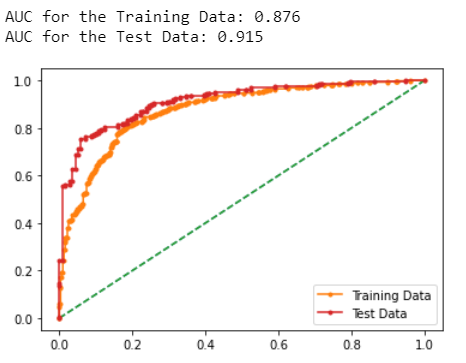 AUC for the Training Data: 0.876
AUC for the Test Data: 0.915
1.0
0.8
0.6
0.4
0.2
0.0
0.0 0.2 0.4 0.6 0.8 1.0
Training Data
Test Data